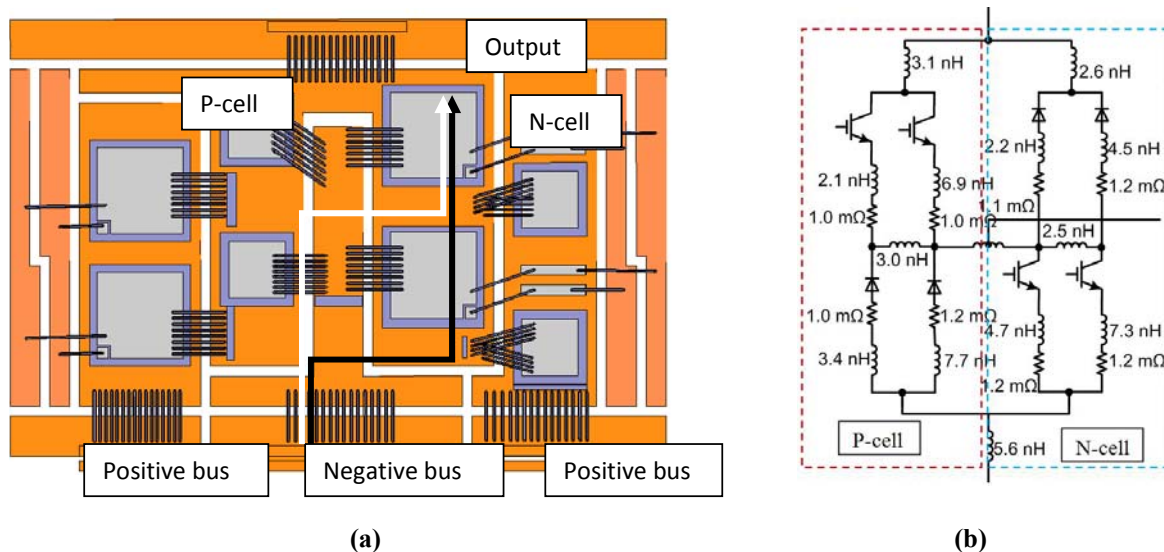 Output
P-cell
N-cell
Positive bus
Negative bus
Positive bus
(a)
3.1 nH
2.6 nH
2.2 nH
4.5 nH
2.1 nH
6.9 nH
1.2 mΩ
1.0 mΩ
1.0 mΩ
.1 mΩ
2.5 nH
3.0 nH
1.0 mΩ
1.2 mΩ
4.7 nH
7.3 nH
3.4 nH
7.7 nH
1.2 mΩ
1.2 mΩ
P-cell
5.6 nH
N-cell
(b)